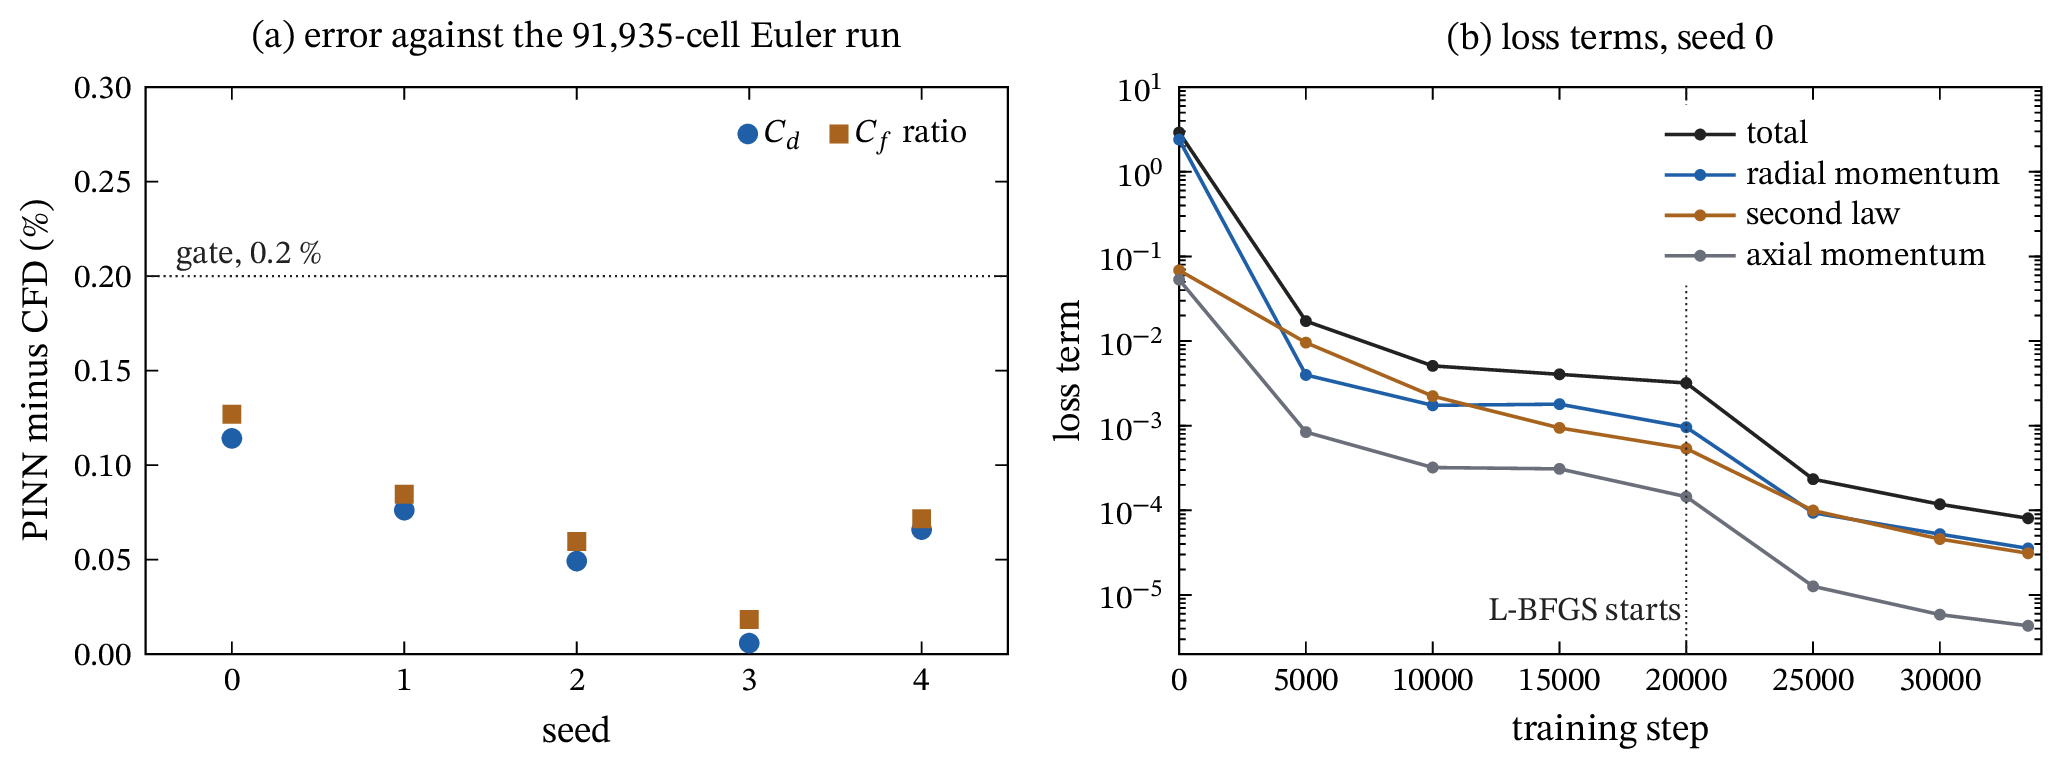 (a) error against the 91,935-cell Euler run
PINN minus CFD (%)
0.30
0.25
0.20
0.15
0.10
0.05
0.00
C_d
C_f ratio
gate, 0.2 %
0 1 2 3 4
seed
(b) loss terms, seed 0
loss term
10^1
10^0
10^−1
10^−2
10^−3
10^−4
10^−5
total
radial momentum
second law
axial momentum
L-BFGS starts
0 5000 10000 15000 20000 25000 30000
training step